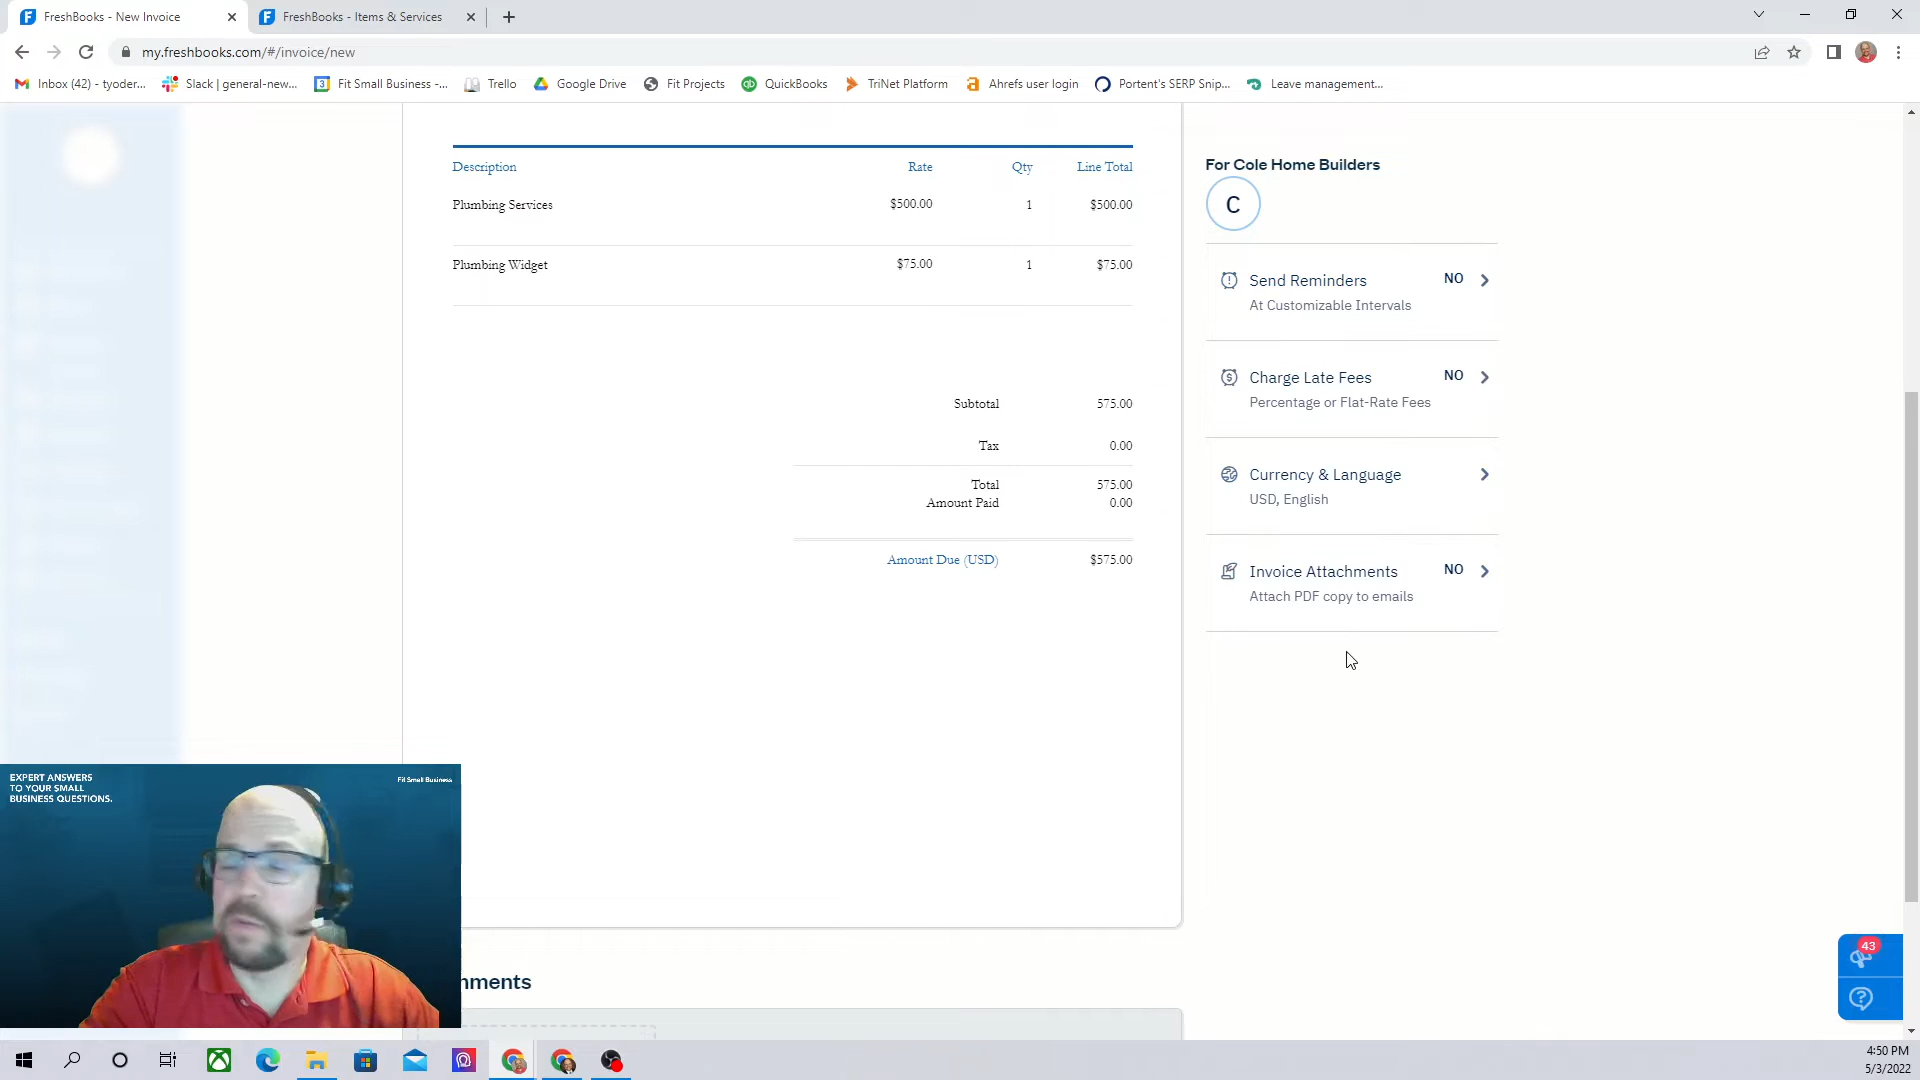 FreshBooks - New Invoice
FreshBooks - Items & Services
my.freshbooks.com/#/invoice/new
Inbox (42) - tyoder...
Slack | general-new...
Fit Small Business -...
Trello
Google Drive
Fit Projects
QuickBooks
TriNet Platform
Ahrefs user login
Portent's SERP Snip...
Leave management...
Description Rate Qty Line Total
Plumbing Services $500.00 1 $500.00
Plumbing Widget $75.00 1 $75.00
Subtotal 575.00
Tax 0.00
Total 575.00
Amount Paid 0.00
Amount Due (USD) $575.00
For Cole Home Builders
C
Send Reminders NO
At Customizable Intervals
Charge Late Fees NO
Percentage or Flat-Rate Fees
Currency & Language
USD, English
Invoice Attachments NO
Attach PDF copy to emails
EXPERT ANSWERS
TO YOUR SMALL
BUSINESS QUESTIONS.
Fit Small Business
hments
43
4:50 PM
5/3/2022